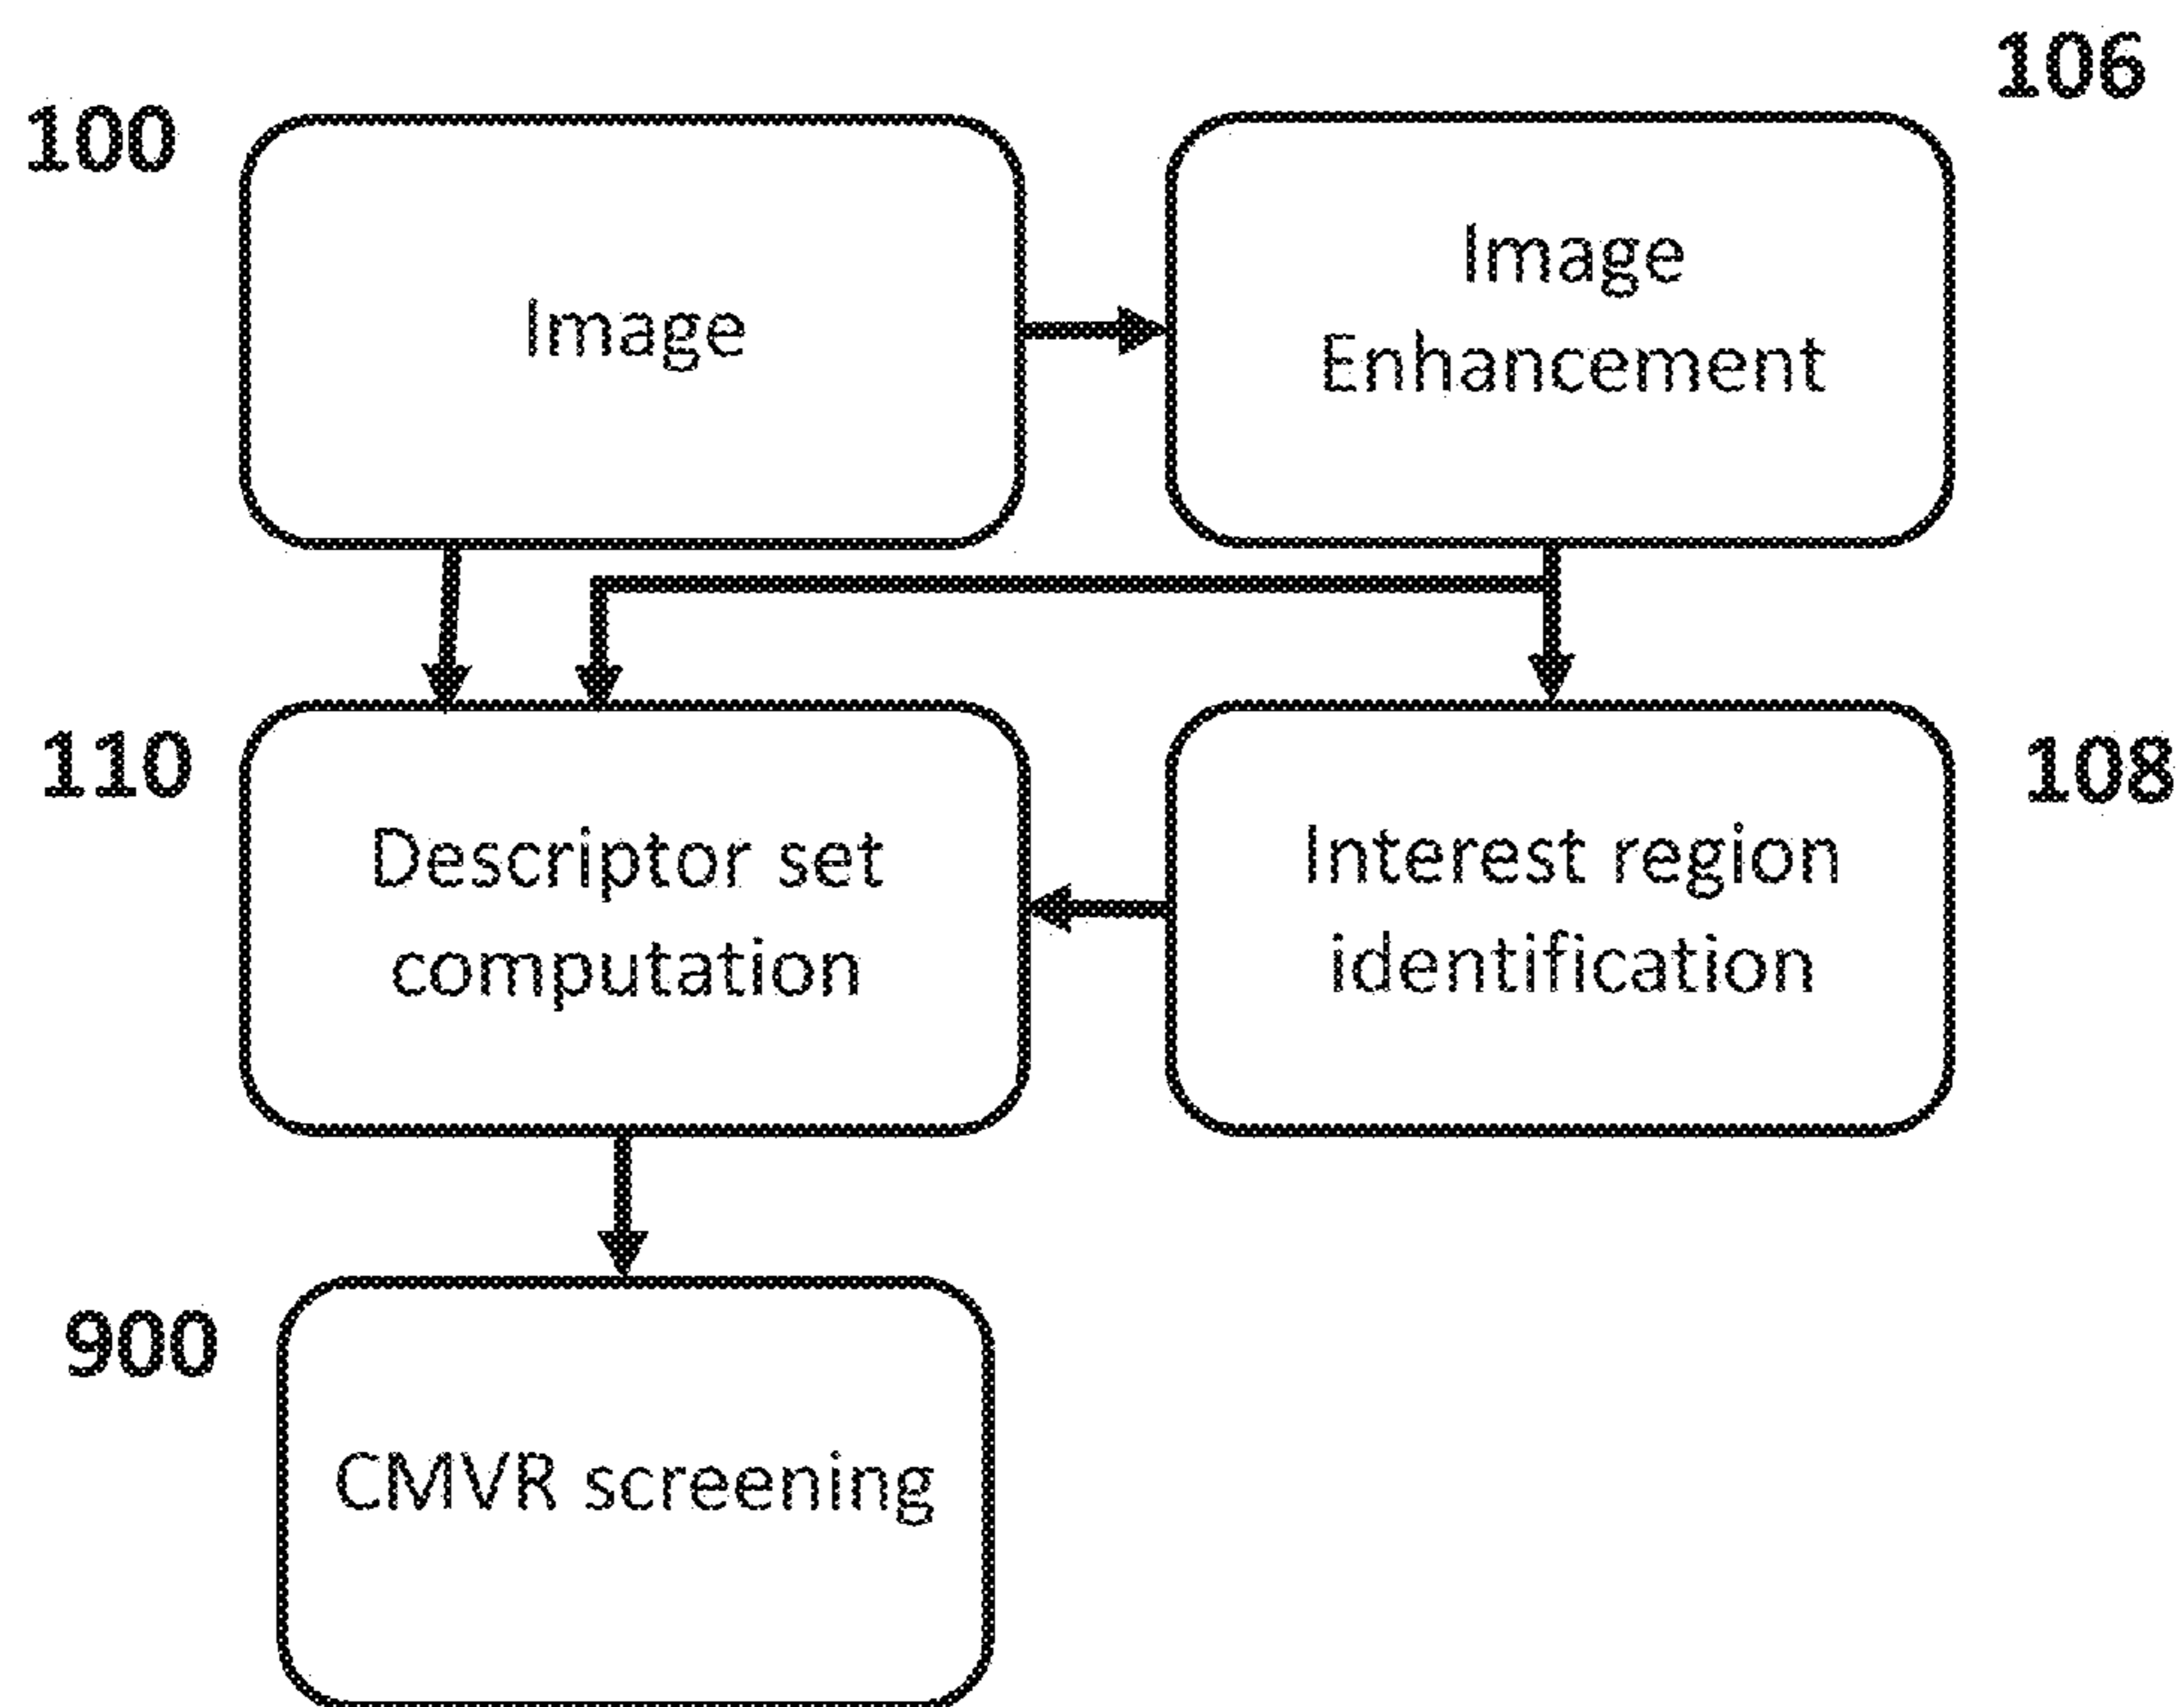 106
100
Image
Image
Enhancement
110
108
Descriptor set
computation
Interest region
identification
900
CMVR screening